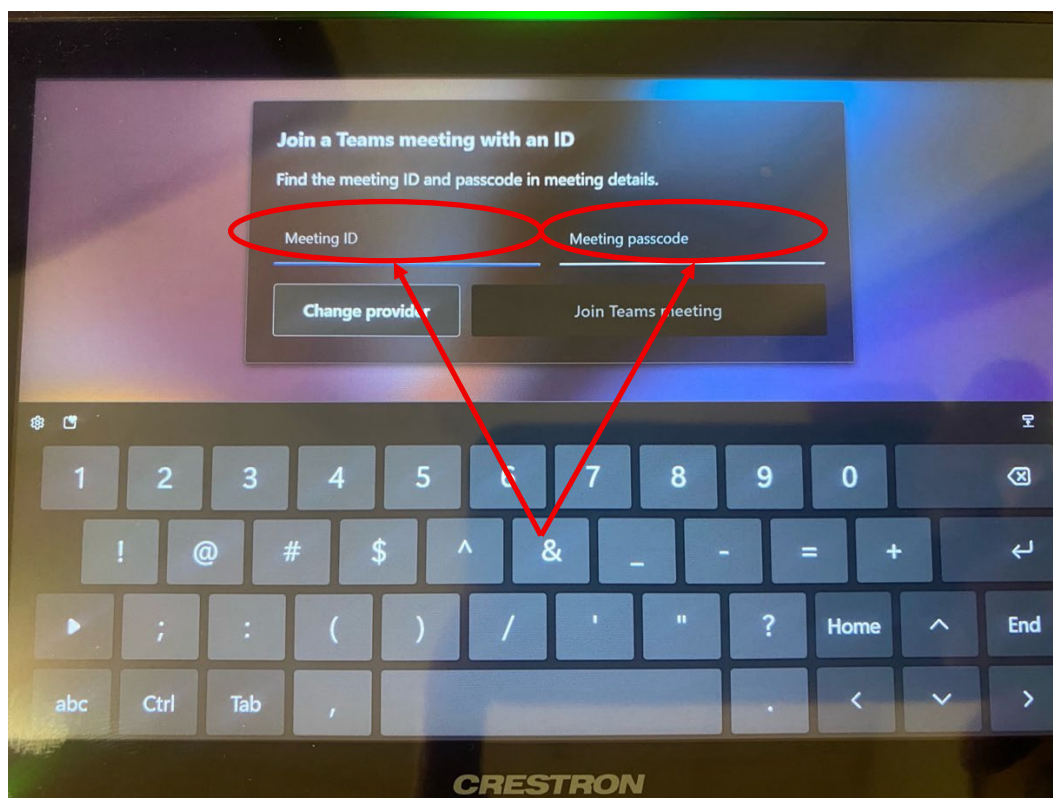 Join a Teams meeting with an ID
Find the meeting ID and passcode in meeting details.
Meeting ID Meeting passcode
Change provider Join Teams meeting
1 2 3 4 5 6 7 8 9 0
! @ # $ ^ & _ - = +
; : ( ) / ' " ? Home ^ End
abc Ctrl Tab , . < >
CRESTRON